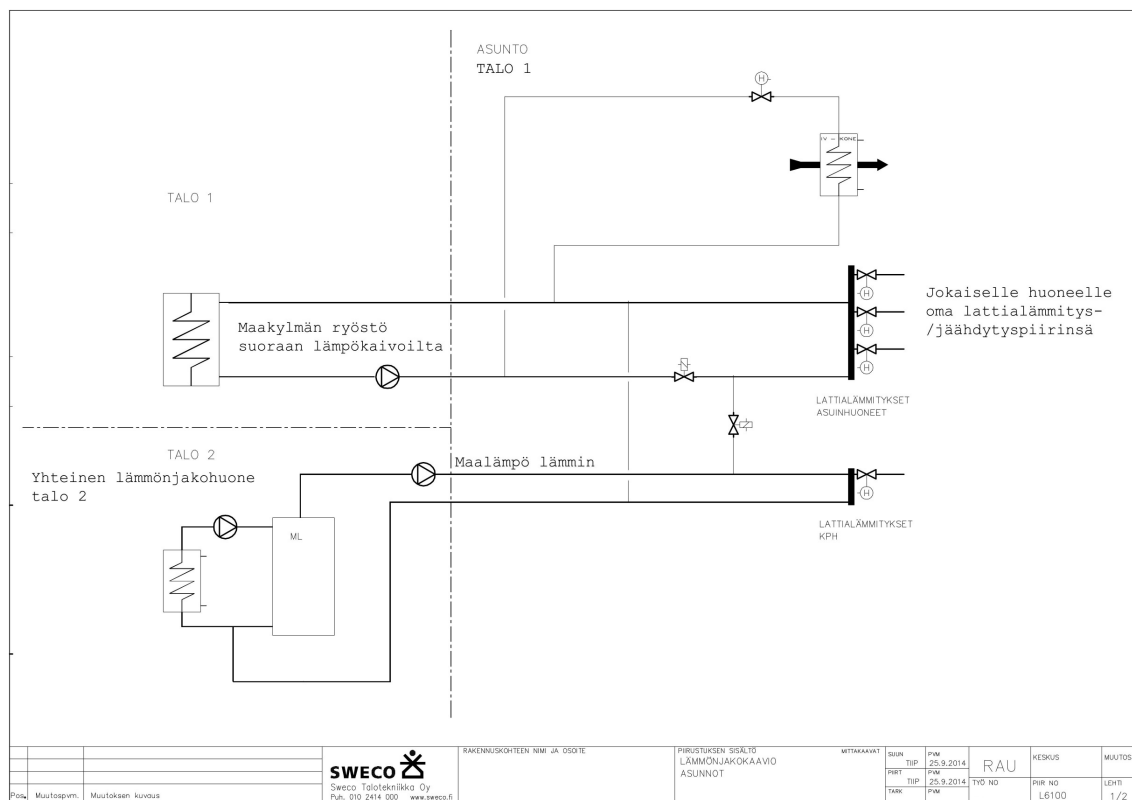 ASUNTO
TALO 1
H
IV - KONE
TALO 1
H
H
H
Jokaiselle huoneelle
oma lattialämmitys-
/jäähdytyspiirinsä
Maakylmän ryöstö
suoraan lämpökaivoilta
LATTIALÄMMITYKSET
ASUINHUONEET
TALO 2
Yhteinen lämmönjakohuone
talo 2
Maalämpö lämmin
H
LATTIALÄMMITYKSET
KPH
ML
Pos. Muutospvm. Muutoksen kuvaus
SWECO
Sweco Talotekniikka Oy
Puh. 010 2414 000 www.sweco.fi
RAKENNUSKOHTEEN NIMI JA OSOITE
PIIRUSTUKSEN SISÄLTÖ
LÄMMÖNJAKOKAAVIO
ASUNNOT
MITTAKAAVAT
SUUN PVM
TIIP 25.9.2014
PIIRT PVM
TIIP 25.9.2014
TARK PVM
RAU
TYÖ NO
KESKUS
PIIR NO
L6100
MUUTOS
LEHTI
1/2